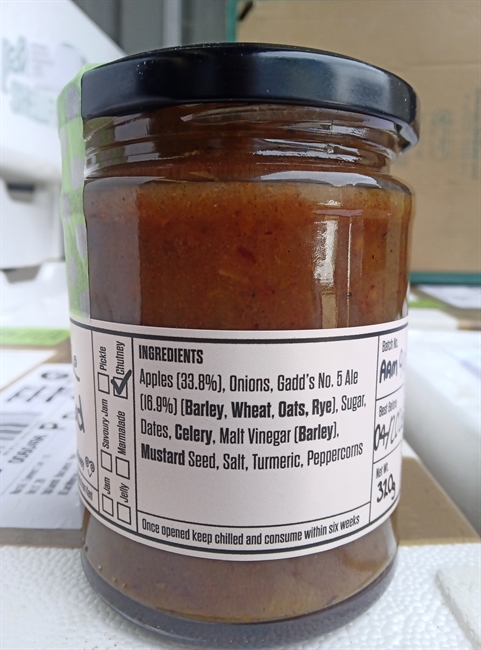 Pickle
Chutney
Savoury Jam
Marmalade
Jam
Jelly
INGREDIENTS
Apples (33.8%), Onions, Gadd's No. 5 Ale
(16.9%) (Barley, Wheat, Oats, Rye), Sugar,
Dates, Celery, Malt Vinegar (Barley),
Mustard Seed, Salt, Turmeric, Peppercorns
Once opened keep chilled and consume within six weeks
Batch No.
Best Before
04/20
Net Wt.
310g